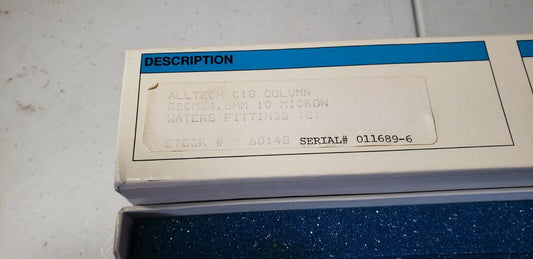 DESCRIPTION
ALLTECH C18 COLUMN
250MMX4.6MM 10 MICRON
WATERS FITTINGS (C)
STOCK # : 60148 SERIAL# 011689-6